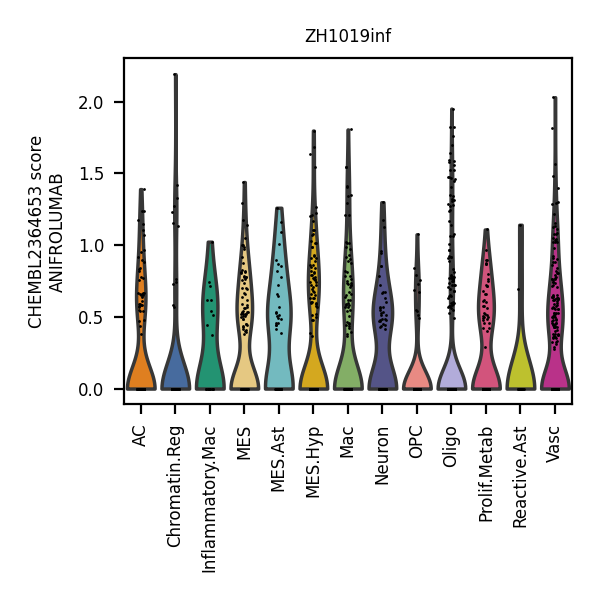 ZH1019inf
CHEMBL2364653 score
ANIFROLUMAB
2.0
1.5
1.0
0.5
0.0
AC
Chromatin.Reg
Inflammatory.Mac
MES
MES.Ast
MES.Hyp
Mac
Neuron
OPC
Oligo
Prolif.Metab
Reactive.Ast
Vasc